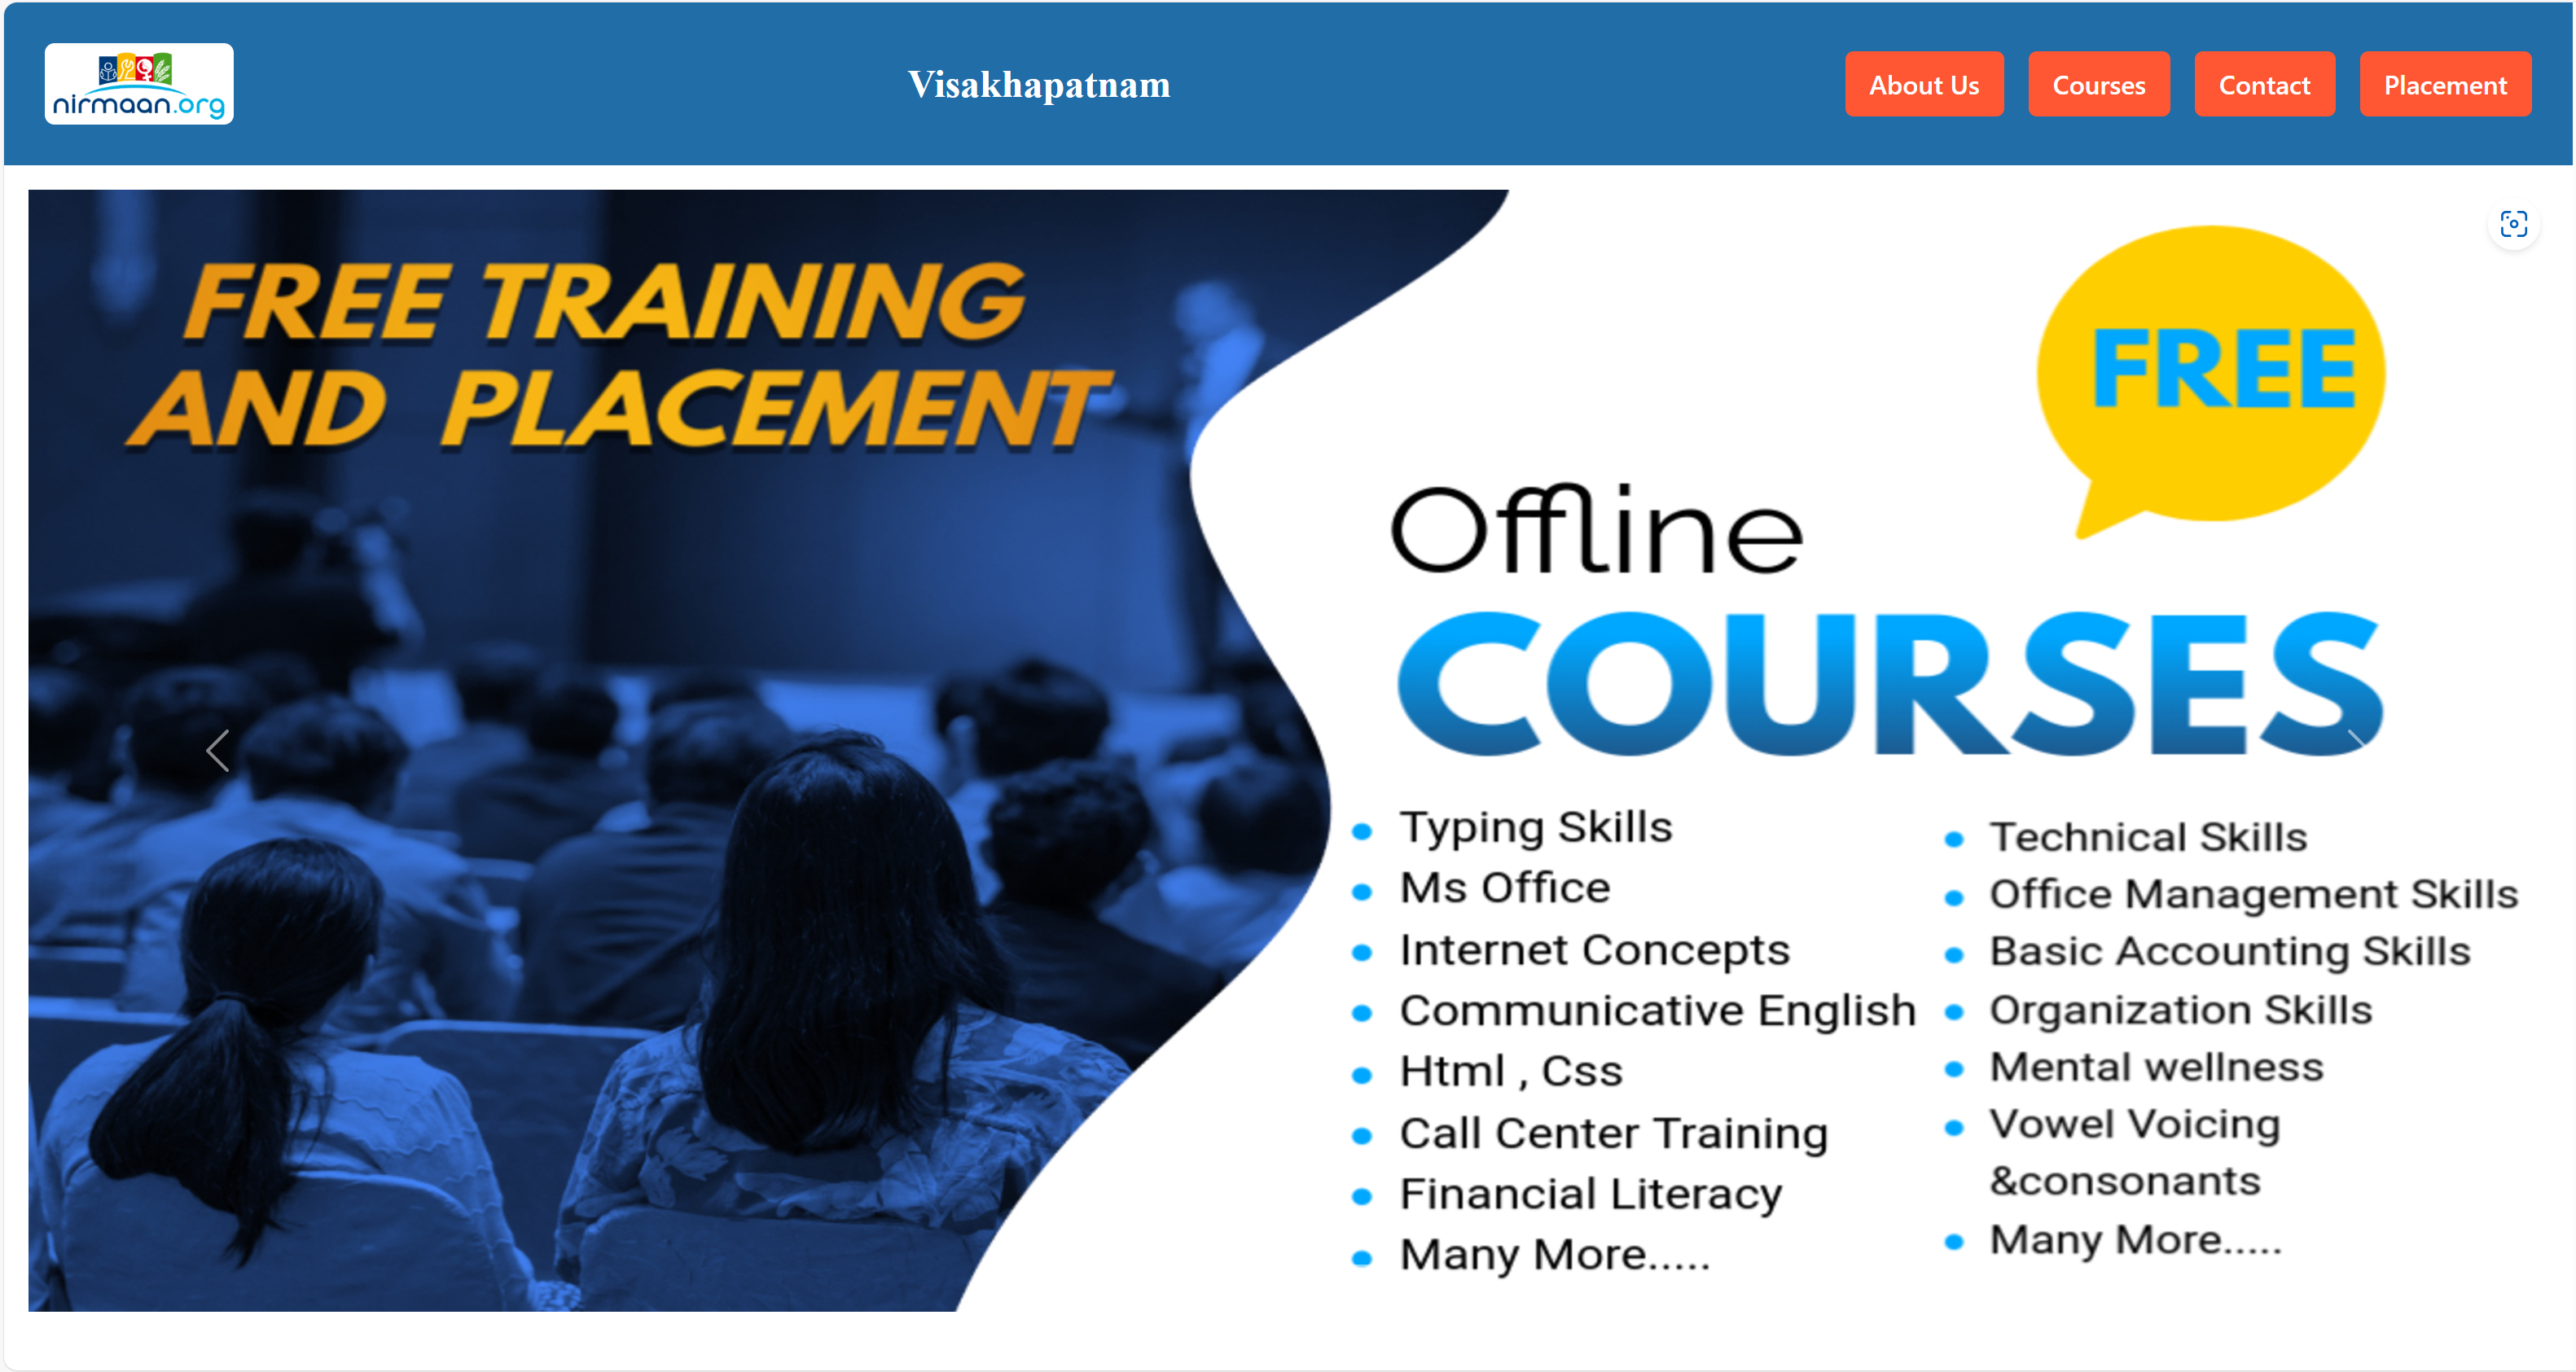 nirmaan.org
Visakhapatnam
About Us
Courses
Contact
Placement
FREE TRAINING
AND PLACEMENT
FREE
Offline
COURSES
Typing Skills
Ms Office
Internet Concepts
Communicative English
Html , Css
Call Center Training
Financial Literacy
Many More.....
Technical Skills
Office Management Skills
Basic Accounting Skills
Organization Skills
Mental wellness
Vowel Voicing
&consonants
Many More.....